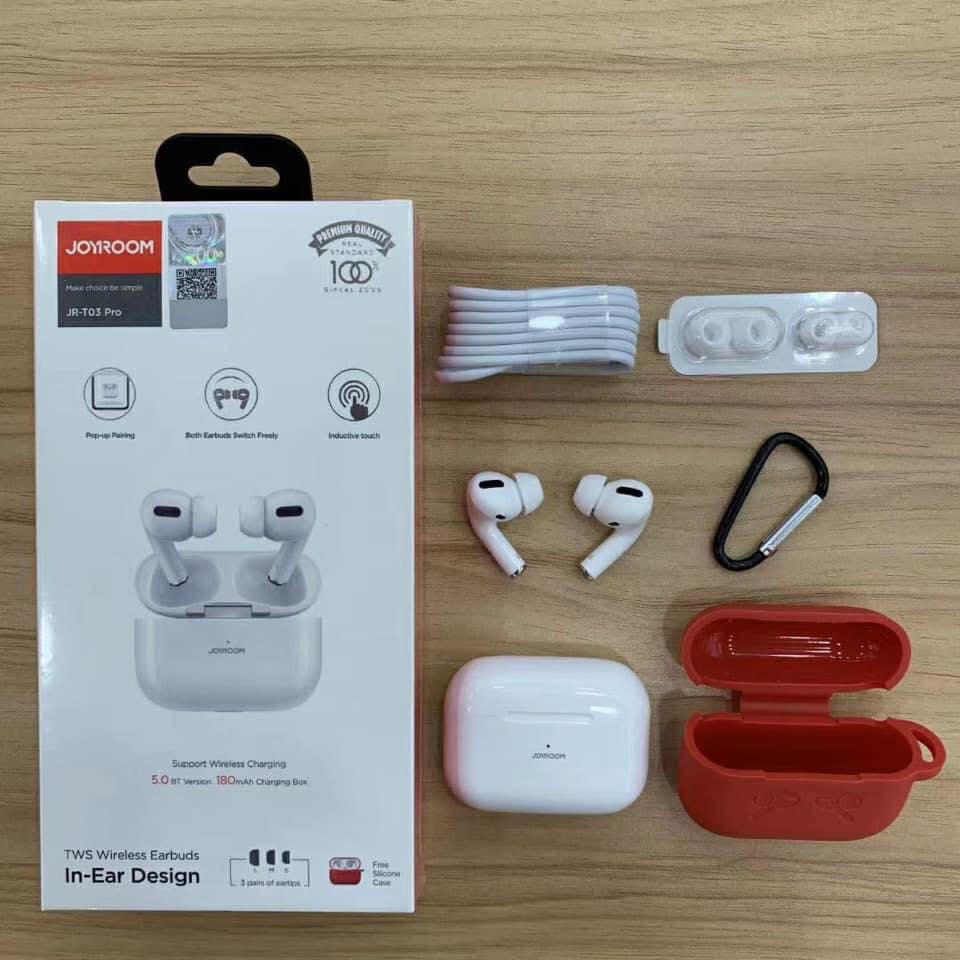 JOYROOM
Make choice be simple
JR-T03 Pro
PREMIUM QUALITY
REAL
STANDARD
100%
Since 2005
Pop-up Pairing
Both Earbuds Switch Freely
Inductive touch
JOYROOM
Support Wireless Charging
5.0 BT Version 180mAh Charging Box
TWS Wireless Earbuds
In-Ear Design
L M S
3 pairs of eartips
Free
Silicone
Case
JOYROOM